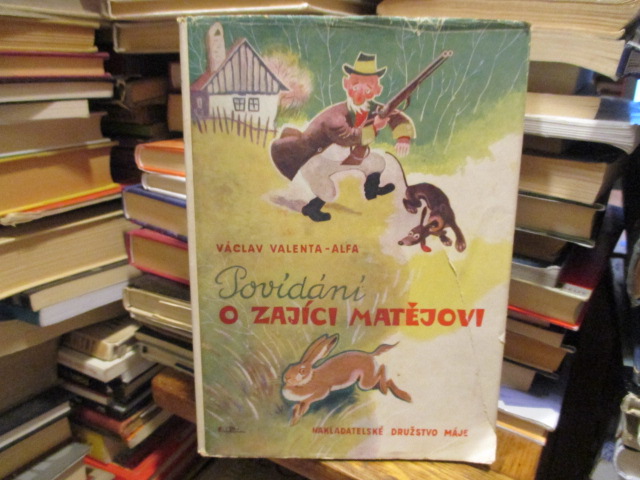 VÁCLAV VALENTA-ALFA
Povídání
O ZAJÍCI MATĚJOVI
NAKLADATELSKÉ DRUŽSTVO MÁJE